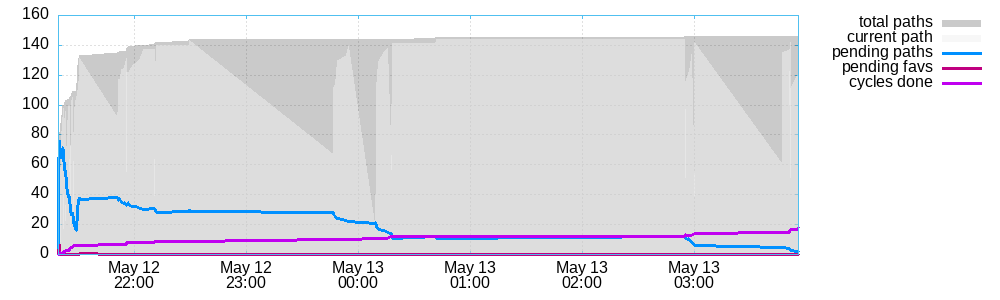 160
140
120
100
80
60
40
20
0
May 12
22:00
May 12
23:00
May 13
00:00
May 13
01:00
May 13
02:00
May 13
03:00
total paths
current path
pending paths
pending favs
cycles done